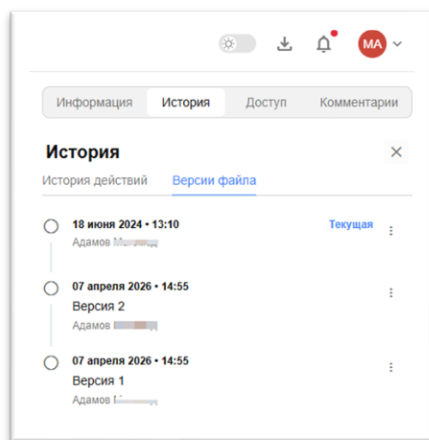 МА
Информация История Доступ Комментарии
История
История действий Версии файла
18 июня 2024 • 13:10 Текущая
Адамов
07 апреля 2026 • 14:55
Версия 2
Адамов
07 апреля 2026 • 14:55
Версия 1
Адамов